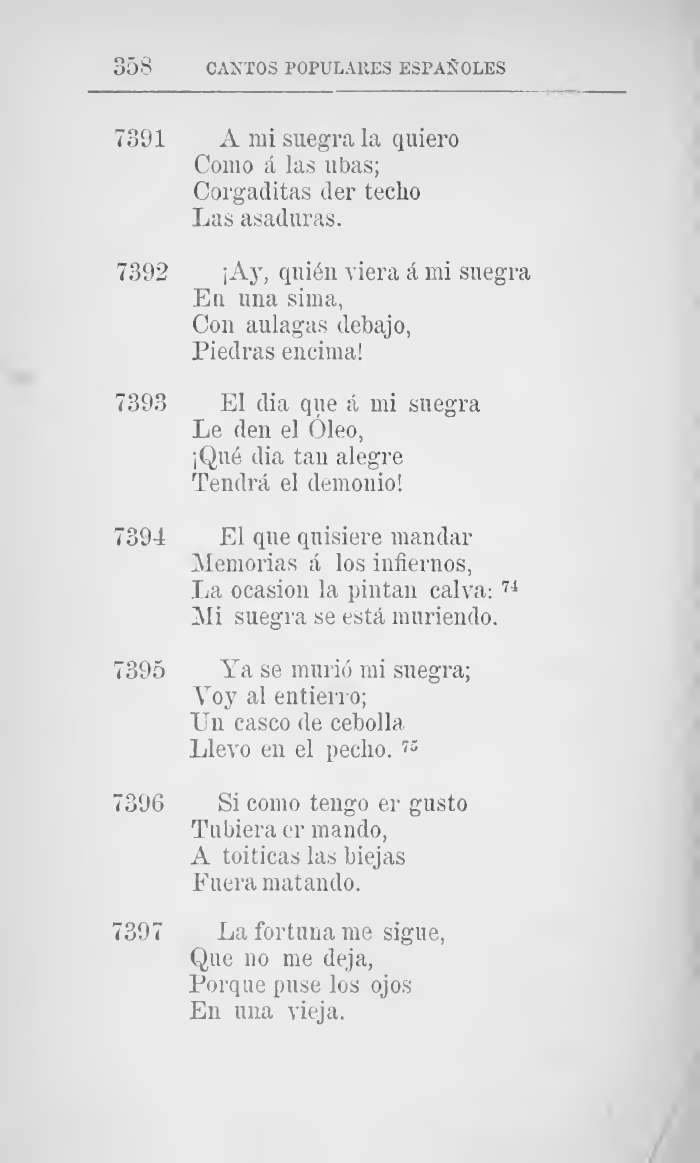 358 CANTOS POPULARES ESPAÑOLES
7391 A mi suegra la quiero
Como á las ubas;
Corgaditas der techo
Las asaduras.
7392 ¡Ay, quién viera á mi suegra
En una sima,
Con aulagas debajo,
Piedras encima!
7393 El dia que á mi suegra
Le den el Óleo,
¡Qué dia tan alegre
Tendrá el demonio!
7394 El que quisiere mandar
Memorias á los infiernos,
La ocasion la pintan calva: 74
Mi suegra se está muriendo.
7395 Ya se murió mi suegra;
Voy al entierro;
Un casco de cebolla
Llevo en el pecho. 75
7396 Si como tengo er gusto
Tubiera er mando,
A toiticas las biejas
Fuera matando.
7397 La fortuna me sigue,
Que no me deja,
Porque puse los ojos
En una vieja.